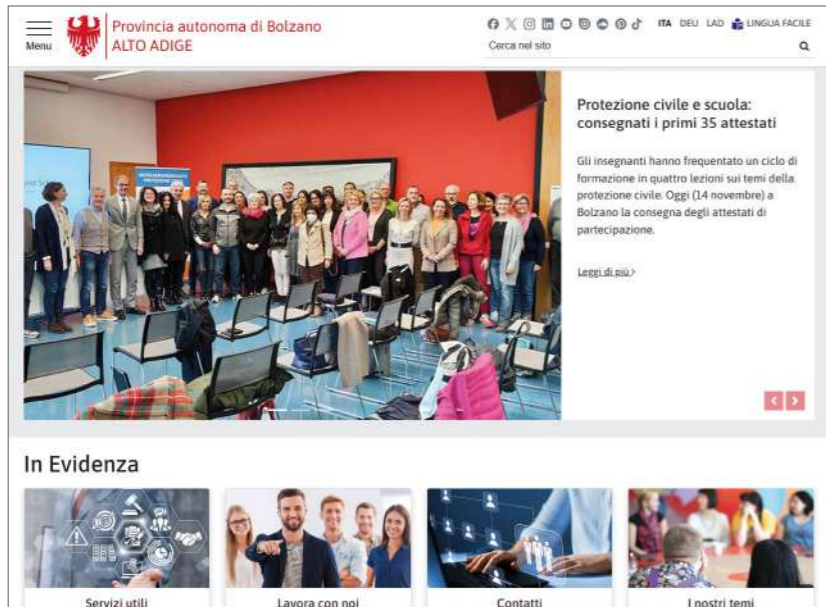 Provincia autonoma di Bolzano
ALTO ADIGE
Menu
ITA DEU LAD LINGUA FACILE
Cerca nel sito
Protezione civile e scuola:
consegnati i primi 35 attestati
Gli insegnanti hanno frequentato un ciclo di
formazione in quattro lezioni sui temi della
protezione civile. Oggi (14 novembre) a
Bolzano la consegna degli attestati di
partecipazione.
Leggi di più
In Evidenza
Servizi utili
Lavora con noi
Contatti
I nostri temi